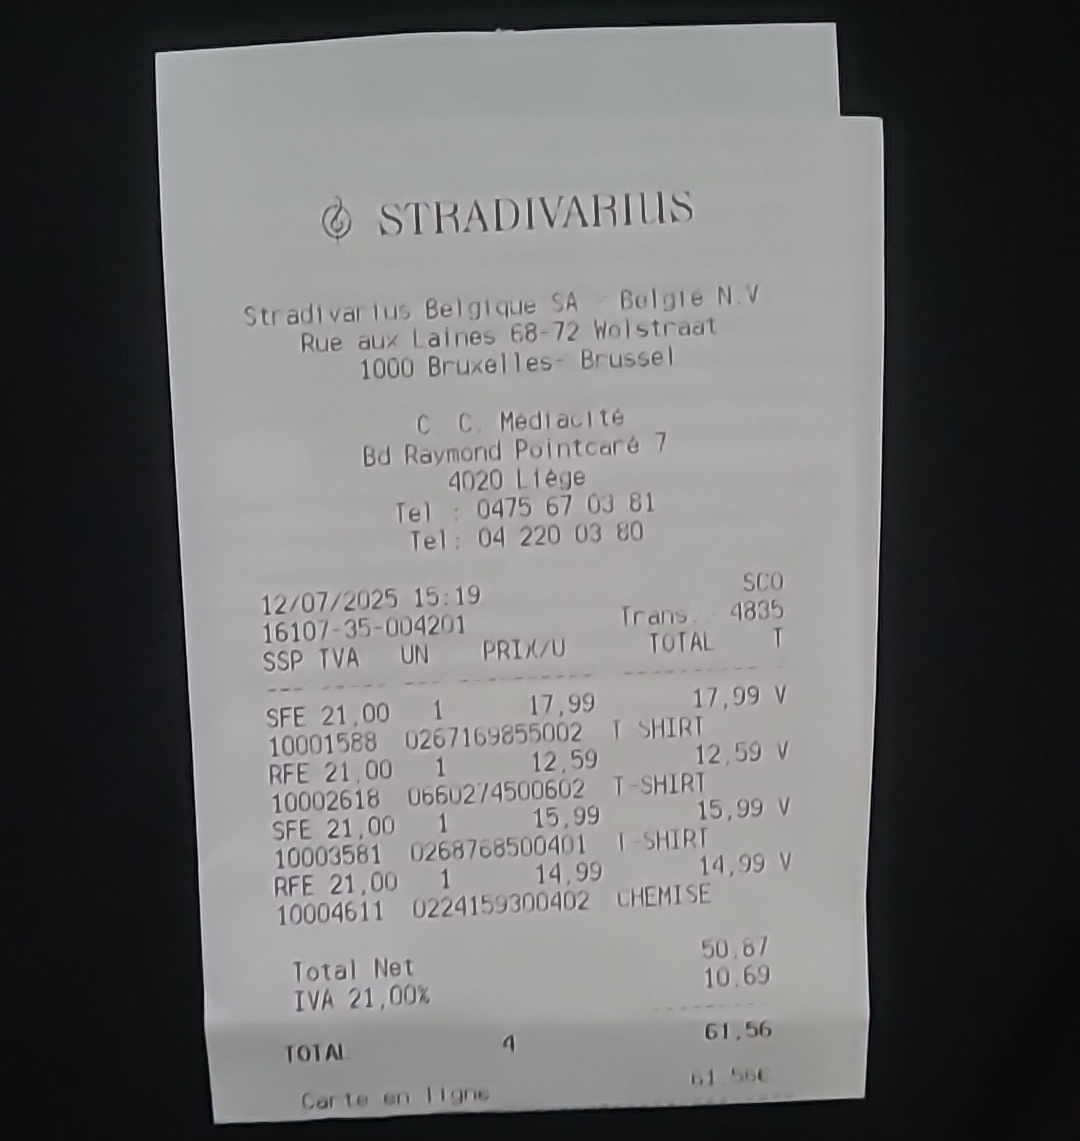 STRADIVARIUS
Stradivarius Belgique SA - Belgie N.V
Rue aux Laines 68-72 Wolstraat
1000 Bruxelles- Brussel
C. C. Médiacité
Bd Raymond Pointcaré 7
4020 Liége
Tel : 0475 67 03 81
Tel: 04 220 03 80
SCO
12/07/2025 15:19
16107-35-004201 Trans. 4835
SSP TVA UN PRIX/U TOTAL T
SFE 21,00 1 17,99 17,99 V
10001588 0267169855002 T-SHIRT
RFE 21,00 1 12,59 12,59 V
10002618 0660274500602 T-SHIRT
SFE 21,00 1 15,99 15,99 V
10003581 0268768500401 T-SHIRT
RFE 21,00 1 14,99 14,99 V
10004611 0224159300402 CHEMISE
Total Net 50,87
IVA 21,00% 10,69
TOTAL 4 61,56
Carte en ligne 61,56€